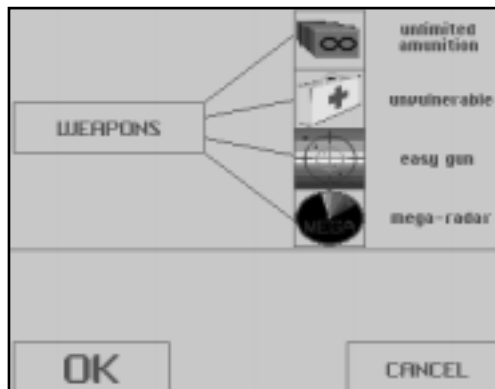 unlimited
amunition
WEAPONS
unvulnerable
easy gun
mega-radar
MEGA
OK
CANCEL